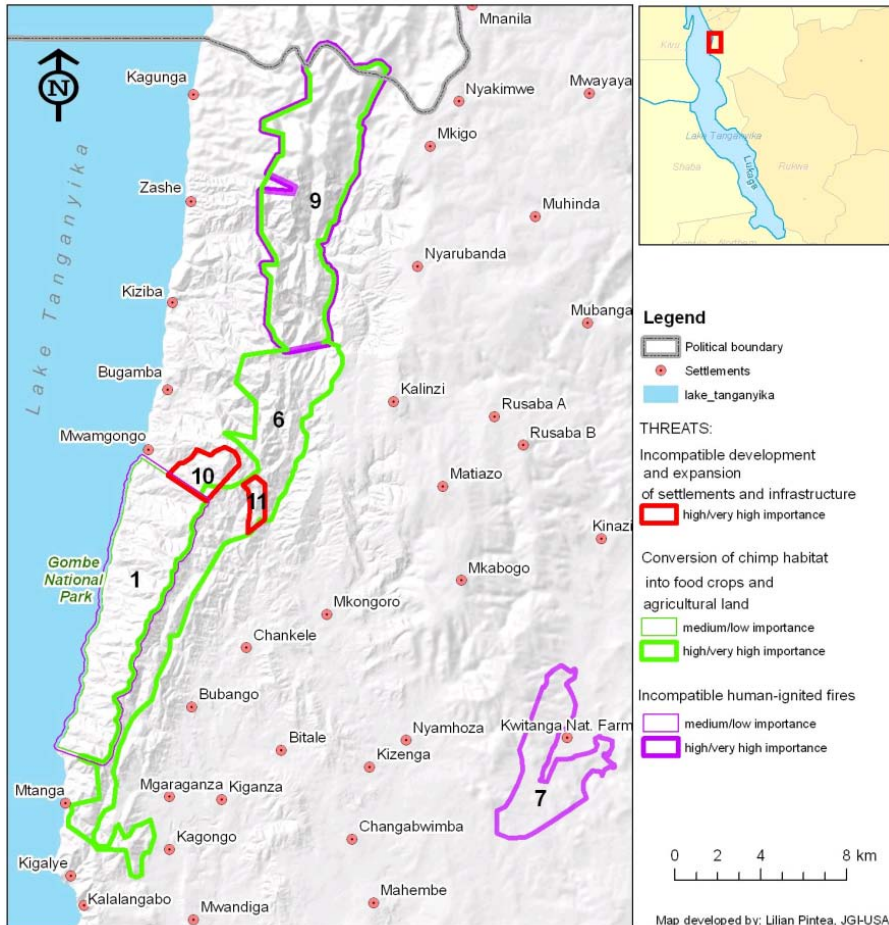 Mnanila
Kagunga
Nyakimwe
Mwayaya
Mkigo
N
Lake Tanganyika
Zashe
9
Muhinda
Nyarubanda
Kiziba
Mubanga
Bugamba
Kalinzi
Rusaba A
6
Rusaba B
Mwamgongo
10
Matiazo
11
Kinazi
Gombe
National
Park
1
Mkabogo
Mkongoro
Chankele
Bubango
Nyamhoza
Kwitanga Nat. Farm
Bitale
Kizenga
Mtanga
Mgaraganza
Kiganza
7
Changabwimba
Kagongo
Kigalye
Kalalangabo
Mahembe
Mwandiga
Kivu
Lake Tanganyika
Shaba
Lukaga
Rukwa
Legend
Political boundary
Settlements
lake_tanganyika
THREATS:
Incompatible development
and expansion
of settlements and infrastructure
high/very high importance
Conversion of chimp habitat
into food crops and
agricultural land
medium/low importance
high/very high importance
Incompatible human-ignited fires
medium/low importance
high/very high importance
0 2 4 8 km
Map developed by: Lilian Pintea, JGI-USA